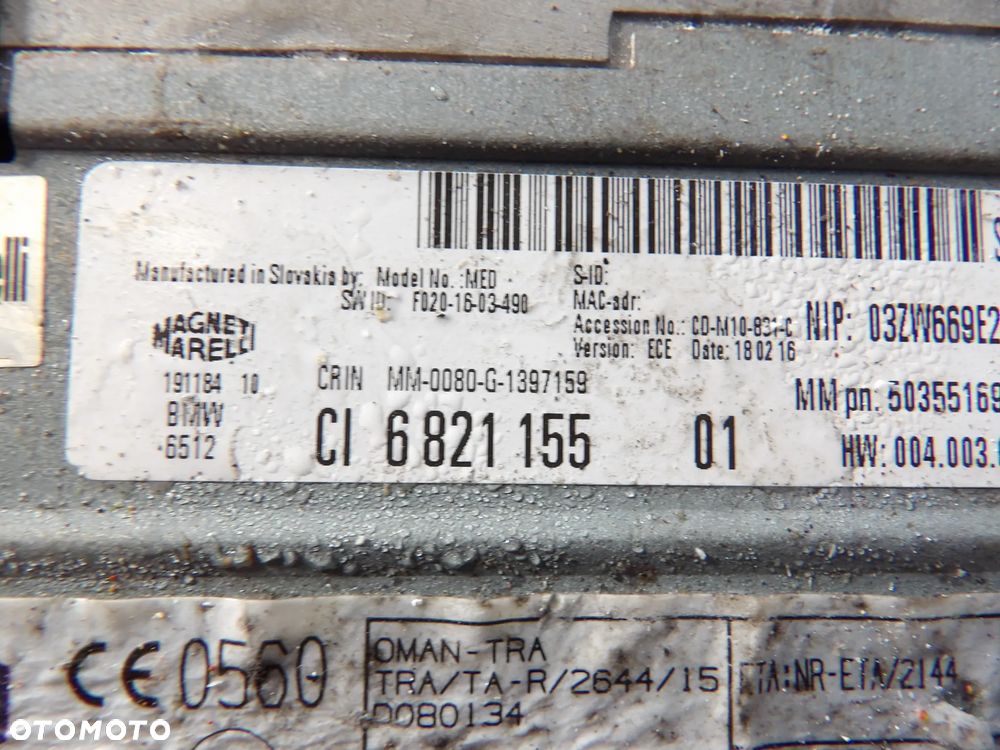 Manufactured in Slovakia by: Model No.: MED
SW ID: F020-16-03-490
S-ID:
MAC-adr:
Accession No.: CD-M10-831-C
Version: ECE Date: 18 02 16
NIP: 03ZW669E2
MAGNETI
MARELLI
191184 10
BMW
6512
CRIN MM-0080-G-1397159
CI 6 821 155 01
MM pn: 50355169
HW: 004.003.
CE 0560
OMAN-TRA
TRA/TA-R/2644/15
D080134
ETA:NR-ETA/2144
OTOMOTO